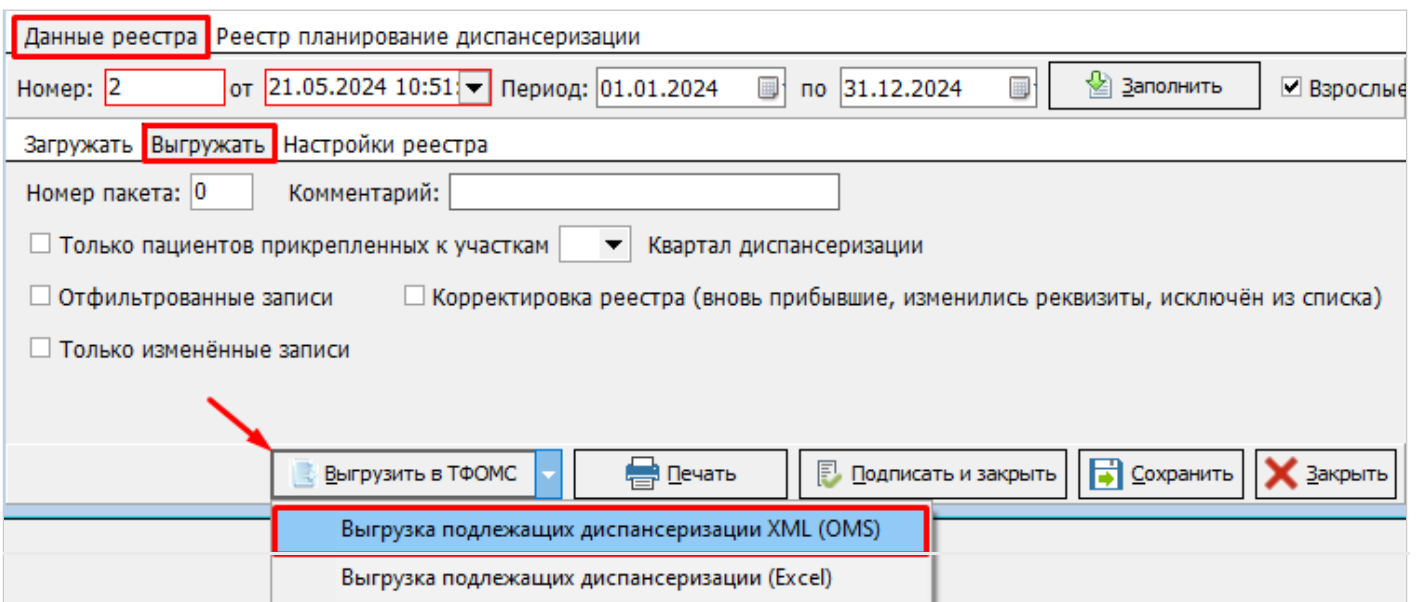 Данные реестра Реестр планирование диспансеризации
Номер: 2 от 21.05.2024 10:51: Период: 01.01.2024 по 31.12.2024 Заполнить Взрослые
Загружать Выгружать Настройки реестра
Номер пакета: 0 Комментарий:
Только пациентов прикрепленных к участкам Квартал диспансеризации
Отфильтрованные записи Корректировка реестра (вновь прибывшие, изменились реквизиты, исключён из списка)
Только изменённые записи
Выгрузить в ТФОМС Печать Подписать и закрыть Сохранить Закрыть
Выгрузка подлежащих диспансеризации XML (OMS)
Выгрузка подлежащих диспансеризации (Excel)